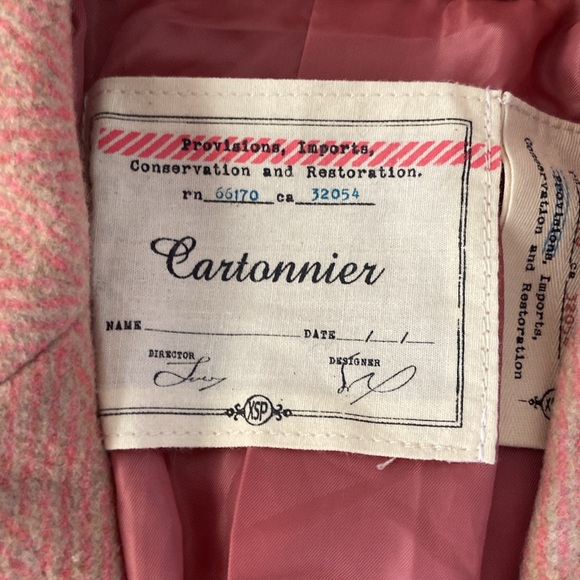 Provisions, Imports,
Conservation and Restoration.
rn 66170 ca 32054
Cartonnier
NAME
DATE / /
DIRECTOR
DESIGNER
XSP
32054
Provisions, Imports,
Conservation and Restoration